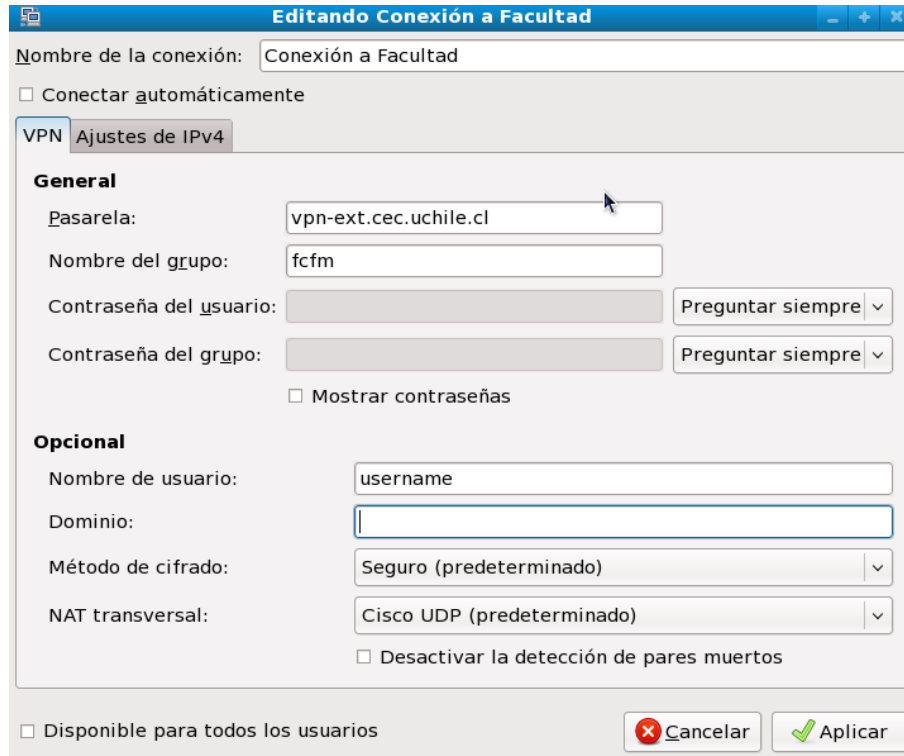 Editando Conexión a Facultad
Nombre de la conexión: Conexión a Facultad
Conectar automáticamente
VPN Ajustes de IPv4
General
Pasarela: vpn-ext.cec.uchile.cl
Nombre del grupo: fcfm
Contraseña del usuario: Preguntar siempre
Contraseña del grupo: Preguntar siempre
Mostrar contraseñas
Opcional
Nombre de usuario: username
Dominio:
Método de cifrado: Seguro (predeterminado)
NAT transversal: Cisco UDP (predeterminado)
Desactivar la detección de pares muertos
Disponible para todos los usuarios Cancelar Aplicar